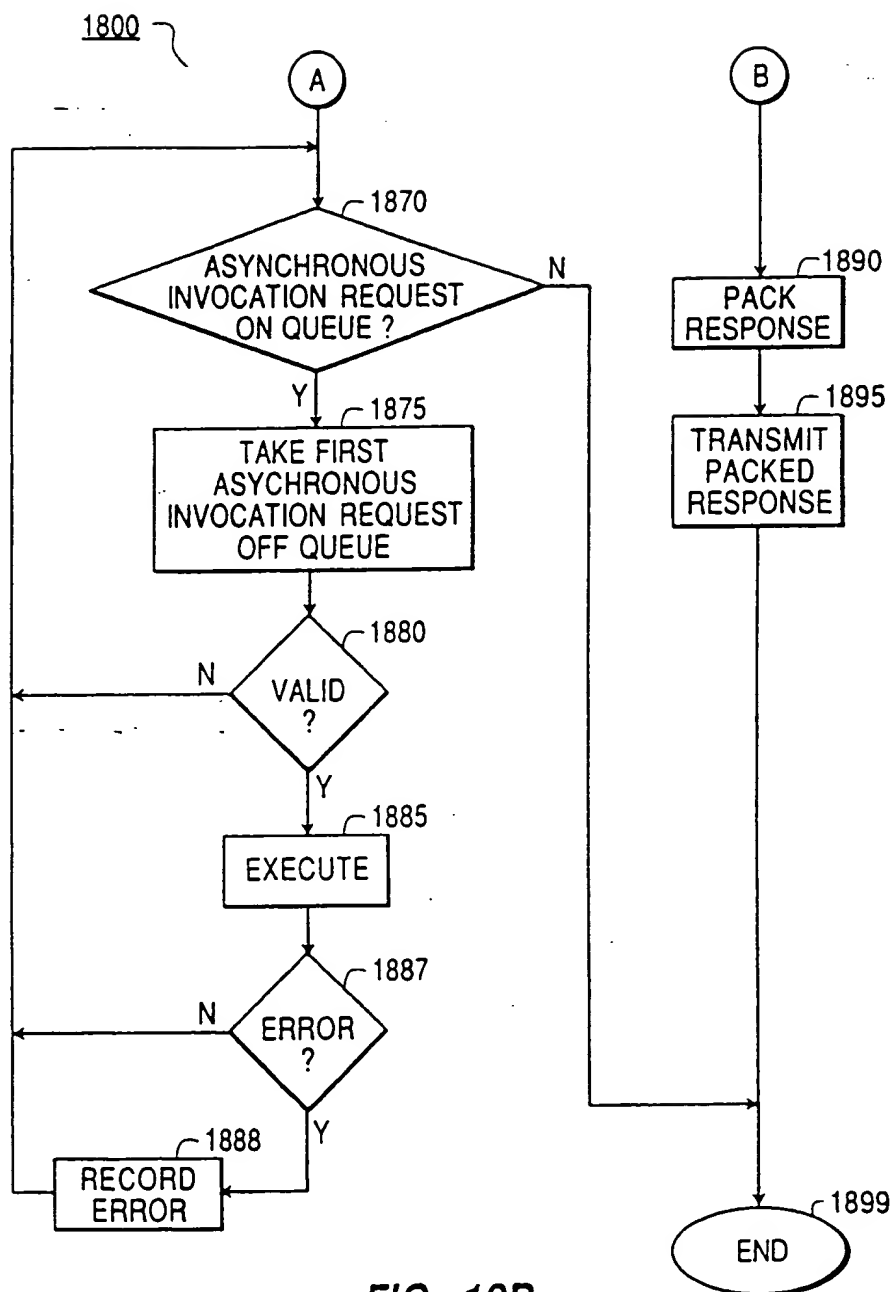 1800
A
B
1870
ASYNCHRONOUS
INVOCATION REQUEST
ON QUEUE ?
N
Y
1875
TAKE FIRST
ASYCHRONOUS
INVOCATION REQUEST
OFF QUEUE
1880
VALID
?
N
Y
1885
EXECUTE
1887
ERROR
?
N
Y
1888
RECORD
ERROR
1890
PACK
RESPONSE
1895
TRANSMIT
PACKED
RESPONSE
1899
END